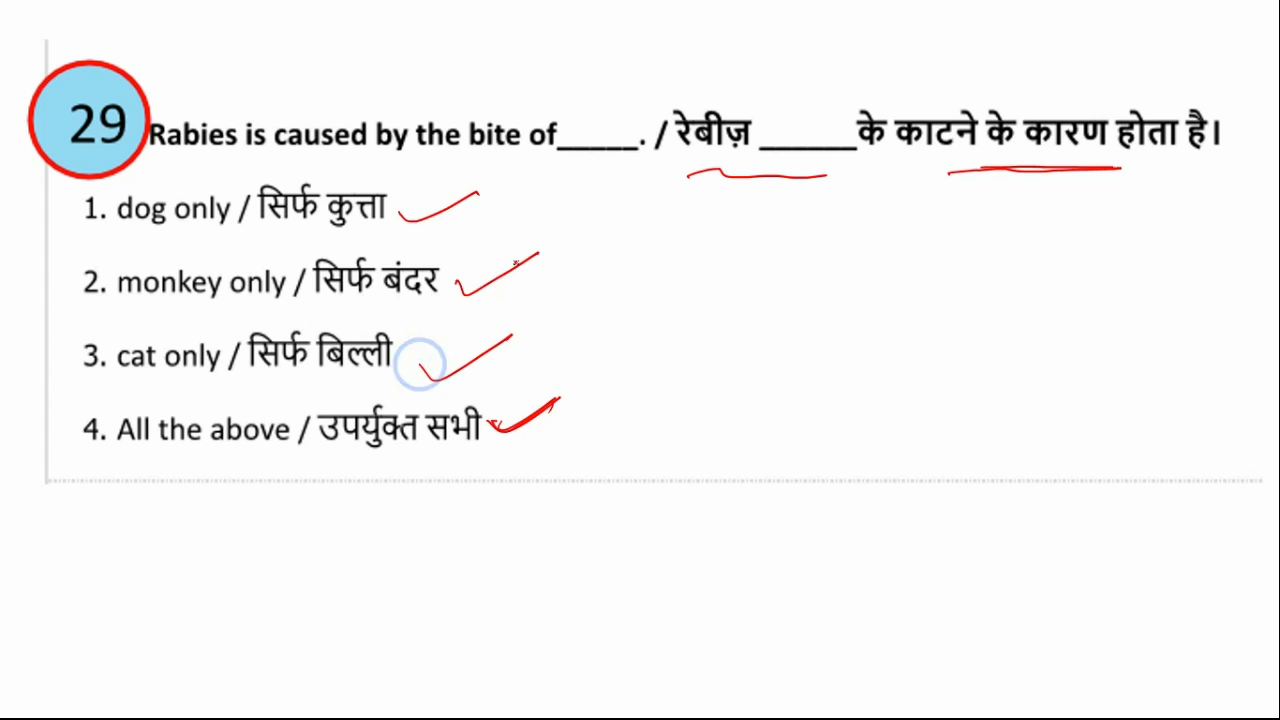 29
Rabies is caused by the bite of_____. / रेबीज़ ______के काटने के कारण होता है।
1. dog only / सिर्फ कुत्ता
2. monkey only / सिर्फ बंदर
3. cat only / सिर्फ बिल्ली
4. All the above / उपर्युक्त सभी